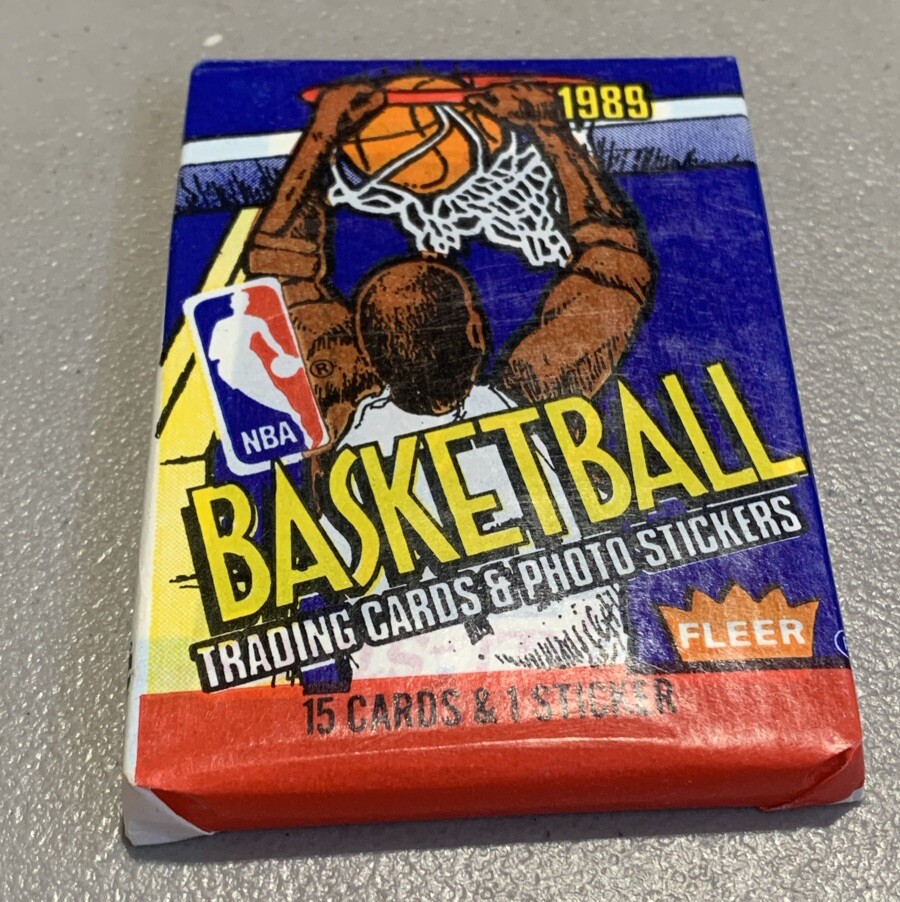 1989
®
NBA
BASKETBALL
TRADING CARDS & PHOTO STICKERS
FLEER
15 CARDS & 1 STICKER